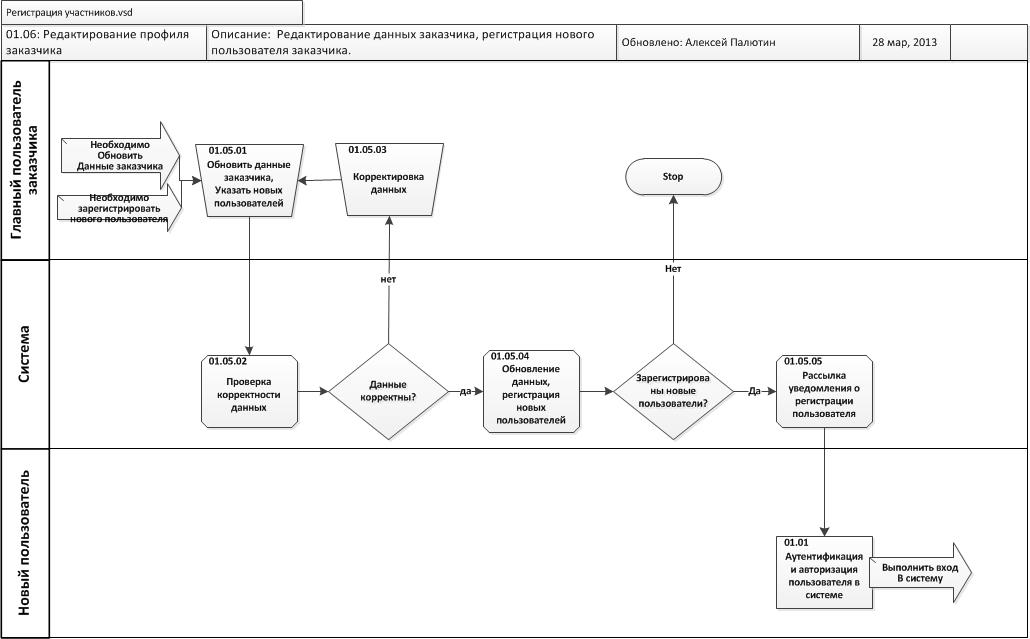 Регистрация участников.vsd
01.06: Редактирование профиля
заказчика
Описание:  Редактирование данных заказчика, регистрация нового
пользователя заказчика.
Обновлено: Алексей Палютин
28 мар, 2013
Главный пользователь
заказчика
Необходимо
Обновить
Данные заказчика
Необходимо
зарегистрировать
нового пользователя
01.05.01
Обновить данные
заказчика,
Указать новых
пользователей
01.05.03
Корректировка
данных
Stop
Система
нет
Нет
01.05.02
Проверка
корректности
данных
Данные
корректны?
да
01.05.04
Обновление
данных,
регистрация
новых
пользователей
Зарегистрирова
ны новые
пользователи?
Да
01.05.05
Рассылка
уведомления о
регистрации
пользователя
Новый пользователь
01.01
Аутентификация
и авторизация
пользователя в
системе
Выполнить вход
В систему